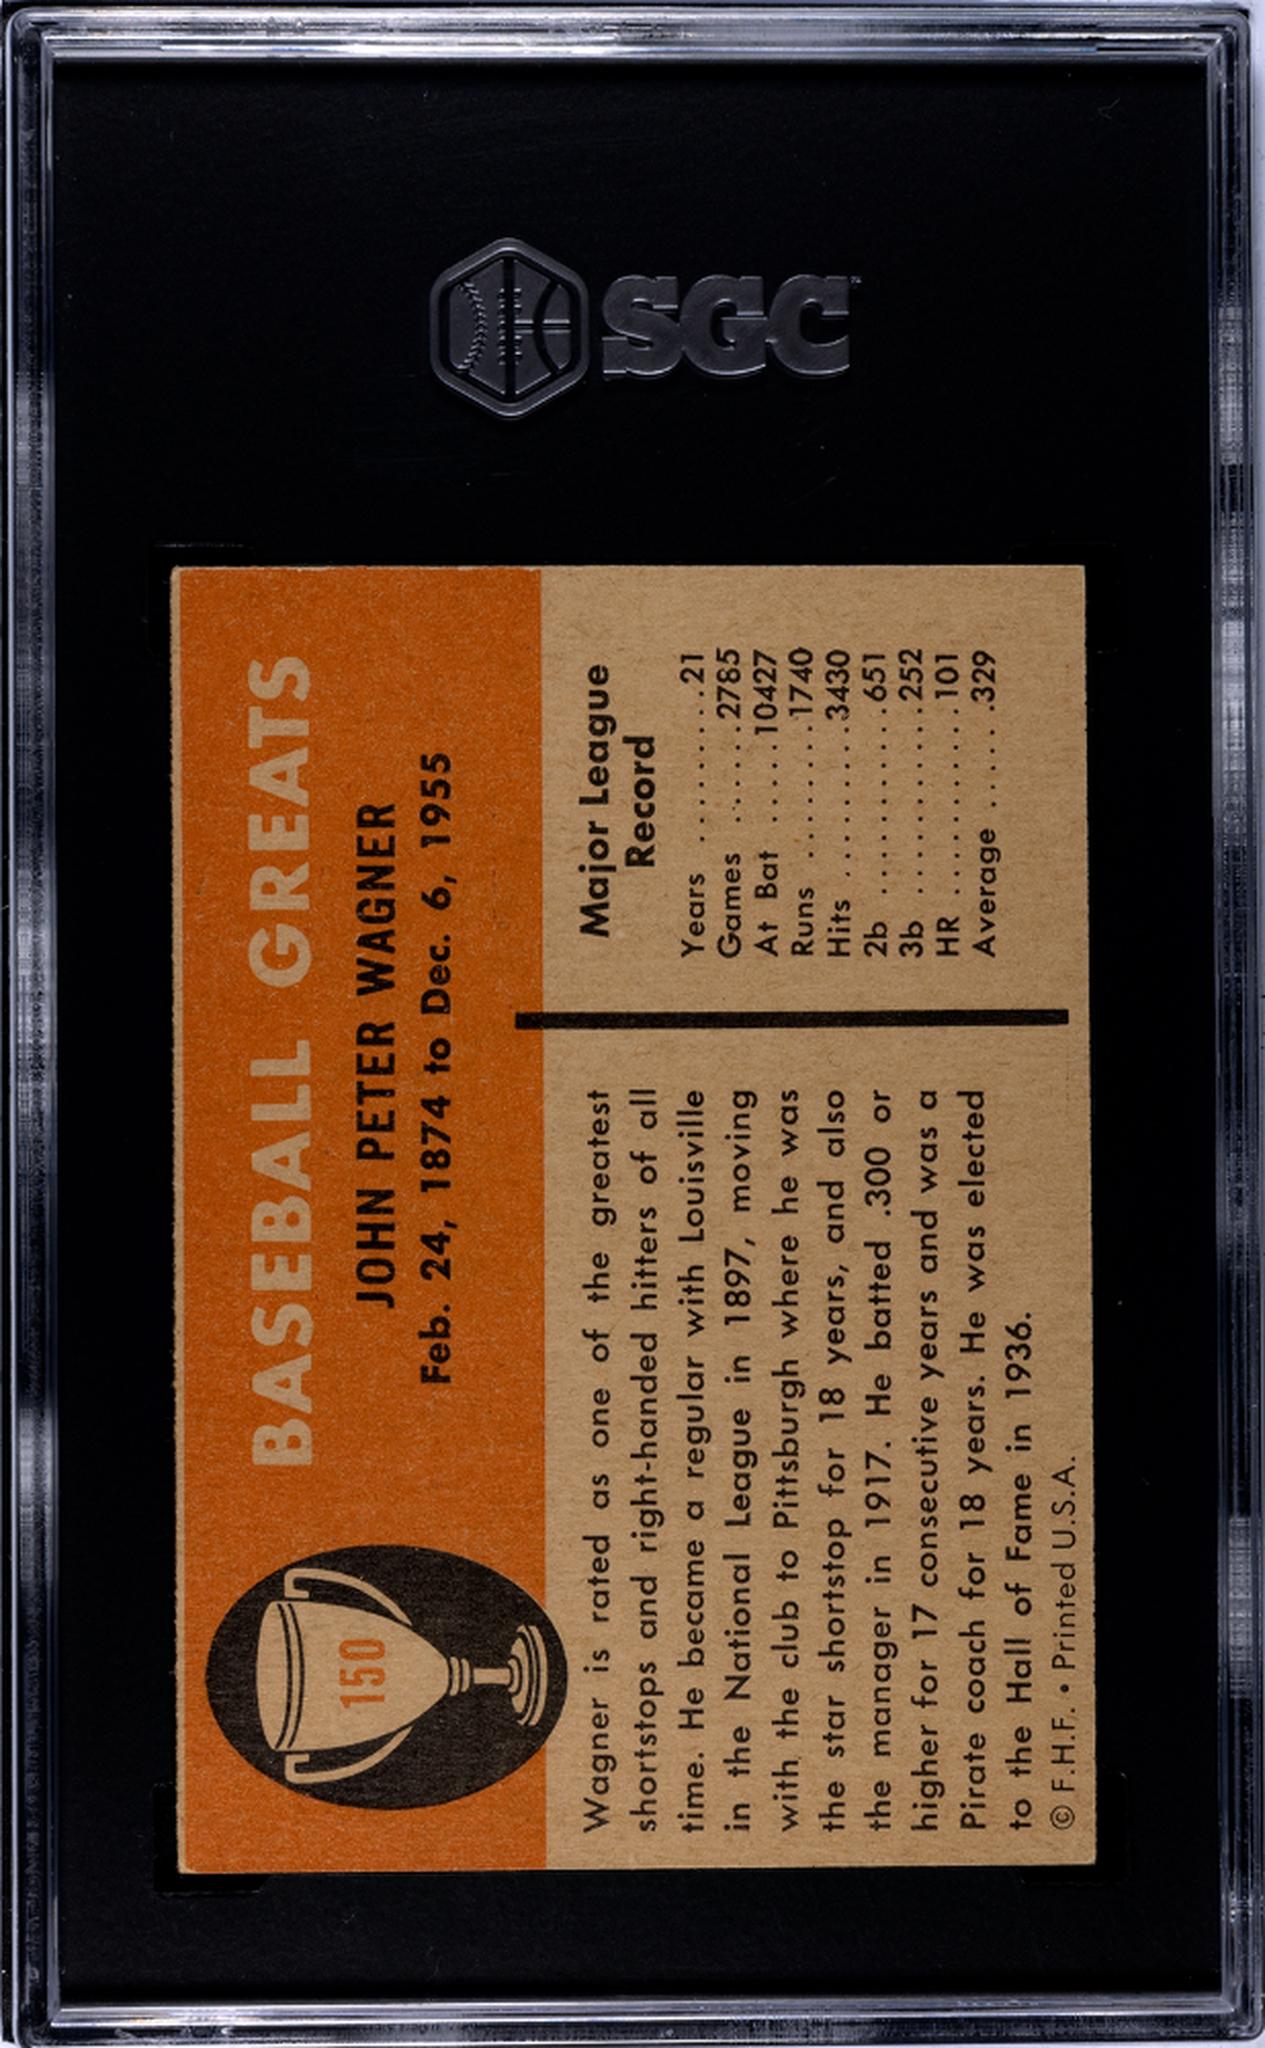 SGC
150
BASEBALL GREATS
JOHN PETER WAGNER
Feb. 24, 1874 to Dec. 6, 1955
Wagner is rated as one of the greatest
shortstops and right-handed hitters of all
time. He became a regular with Louisville
in the National League in 1897, moving
with the club to Pittsburgh where he was
the star shortstop for 18 years, and also
the manager in 1917. He batted .300 or
higher for 17 consecutive years and was a
Pirate coach for 18 years. He was elected
to the Hall of Fame in 1936.
© F.H.F. • Printed U.S.A.
Major League
Record
Years ........21
Games ......2785
At Bat .....10427
Runs .......1740
Hits ........3430
2b ..........651
3b ..........252
HR ..........101
Average ......329